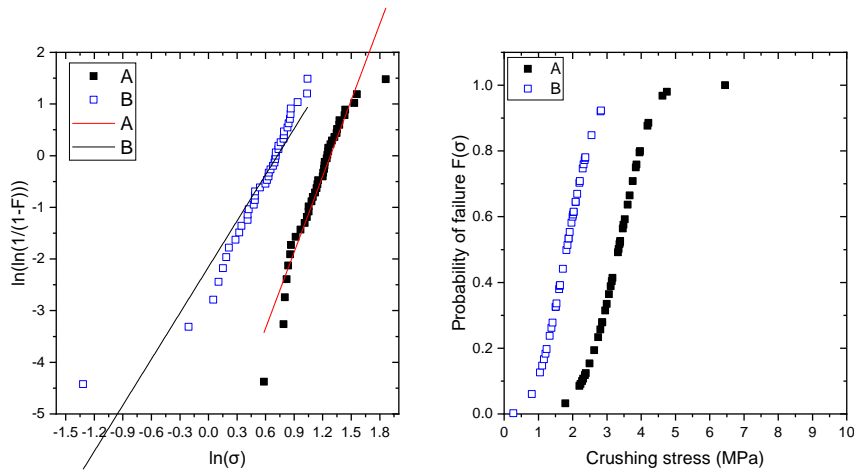 2
1
0
-1
-2
-3
-4
-5
-1.5 -1.2 -0.9 -0.6 -0.3 0.0 0.3 0.6 0.9 1.2 1.5 1.8
ln(ln(1/(1-F)))
ln(σ)
A
B
A
B
1.0
0.8
0.6
0.4
0.2
0.0
0 1 2 3 4 5 6 7 8 9 10
Probability of failure F(σ)
Crushing stress (MPa)
A
B